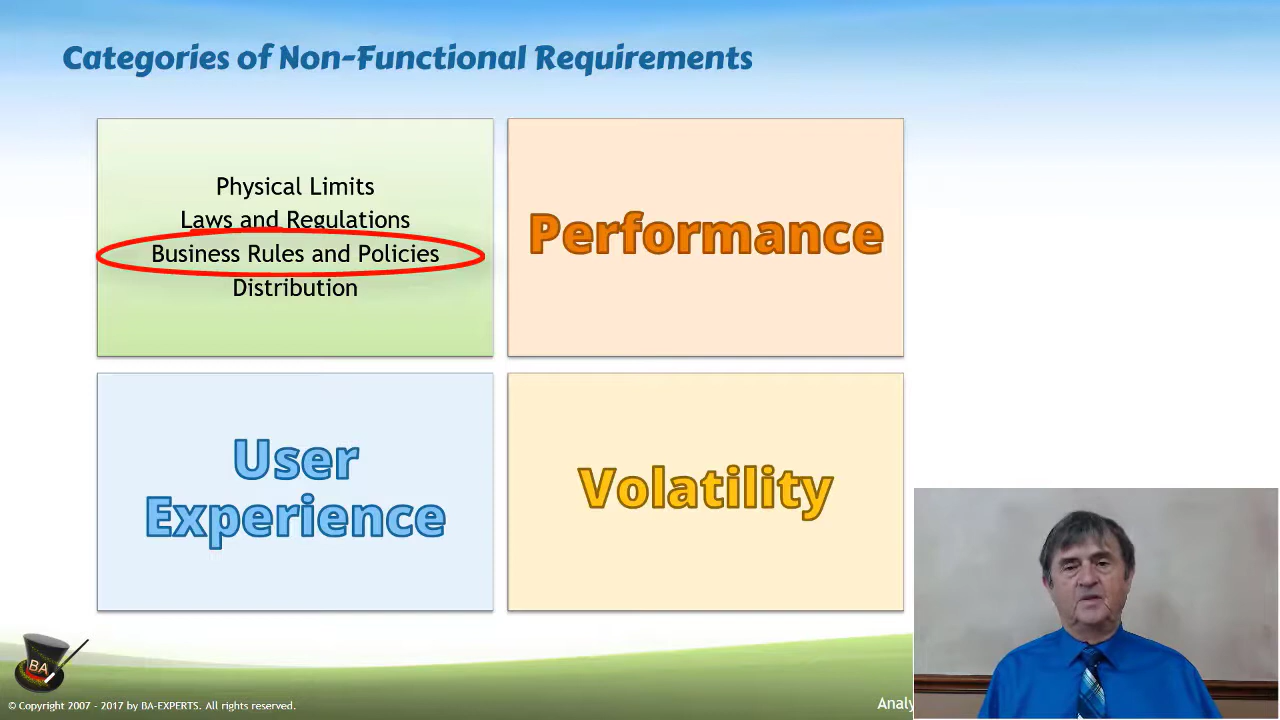 Categories of Non-Functional Requirements
Physical Limits
Laws and Regulations
Business Rules and Policies
Distribution
Performance
User
Experience
Volatility
BA
© Copyright 2007 - 2017 by BA-EXPERTS. All rights reserved.
Analy